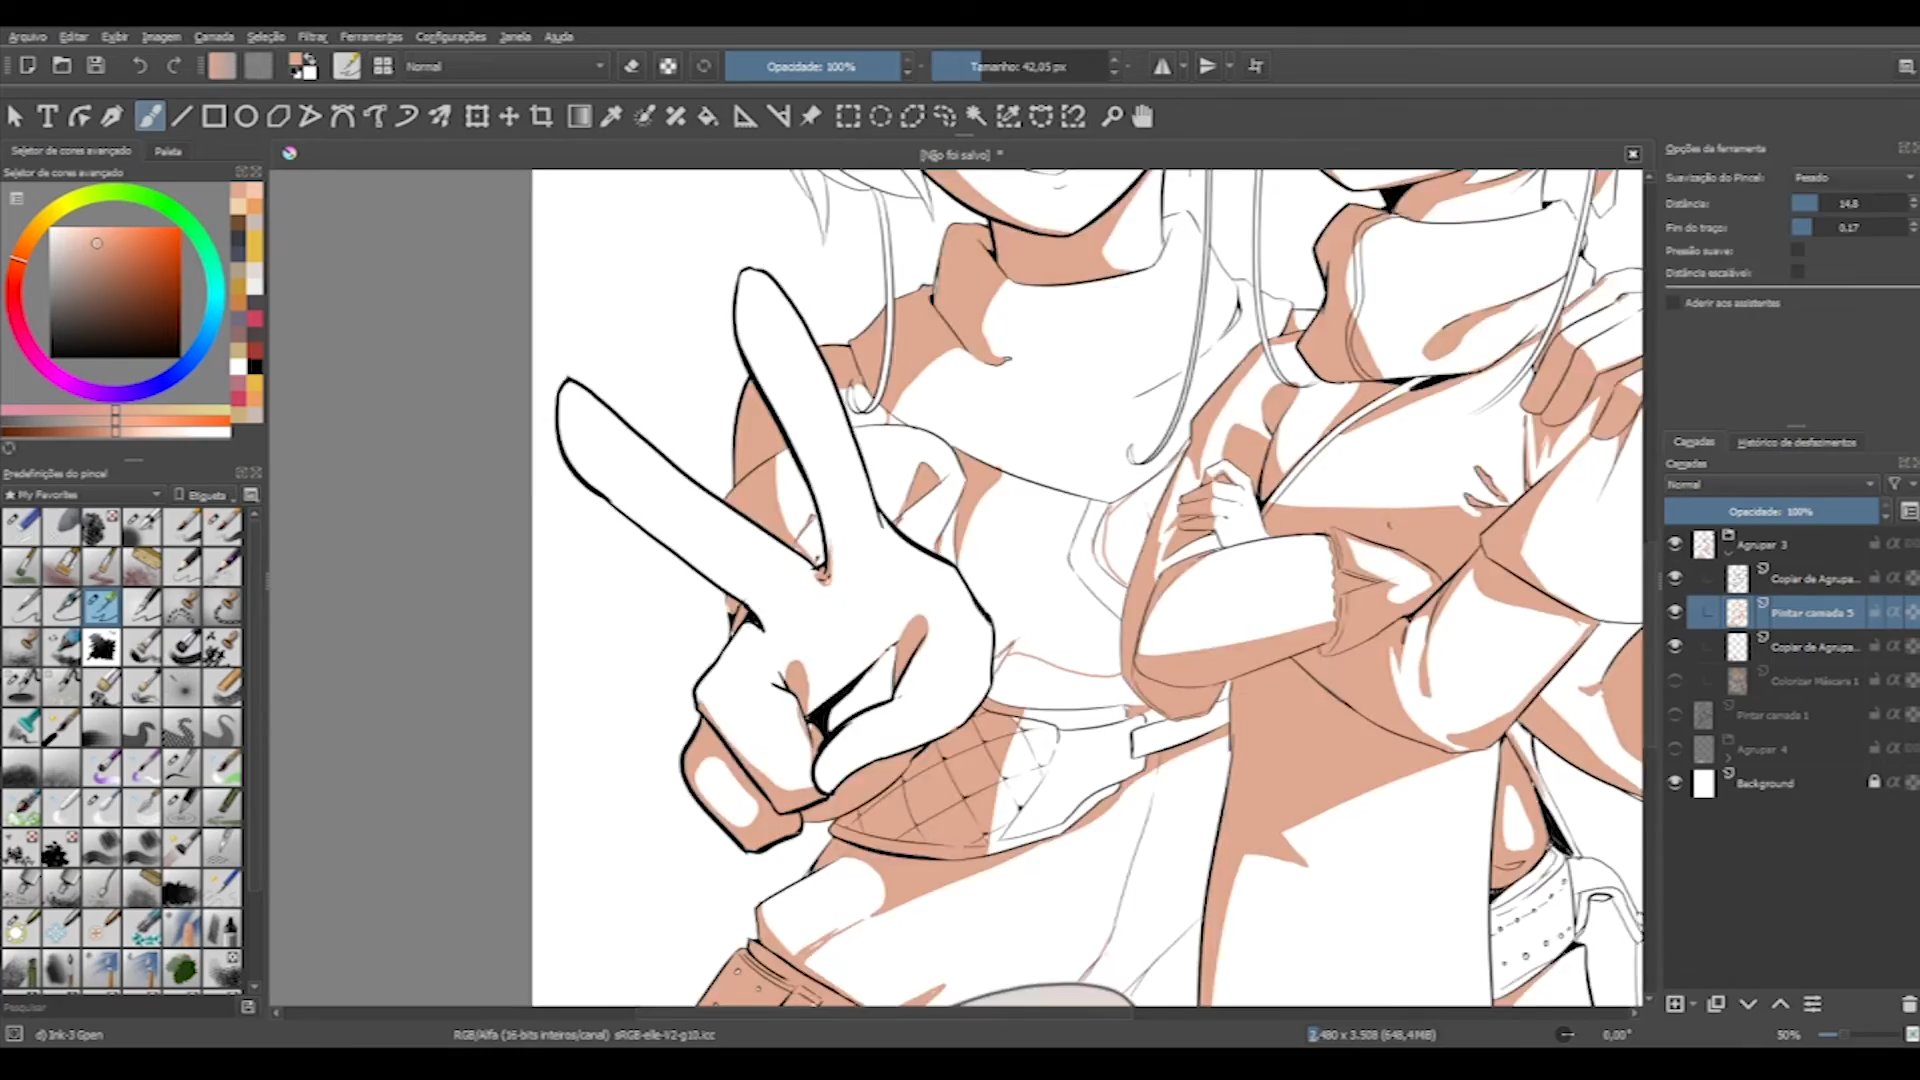 Arquivo Editar Exibir Imagem Camada Seleção Filtrar Ferramentas Configurações Janela Ajuda
Normal Opacidade: 100% Tamanho: 42,05 px
Seletor de cores avançado Paleta
Seletor de cores avançado
[Não foi salvo] *
Opções da ferramenta
Suavização do Pincel: Pesado
Distância: 14,5
Fim do traço: 0,17
Pressão suave:
Distância escalável:
Aderir aos assistentes
Camadas Histórico de desfazimentos
Camadas
Normal
Opacidade: 100%
Agrupar 3
Copiar de Agrupa...
Pintar camada 5
Copiar de Agrupa...
Colorizar Máscara 1
Pintar camada 1
Agrupar 4
Background
Predefinições do pincel
★ My Favorites Etiqueta
Pesquisar
d) Ink-3 Gpen RGB/Alfa (16-bits inteiros/canal) sRGB-elle-V2-g10.icc 2.480 x 3.508 (648,4 MB) 0,00° 50%